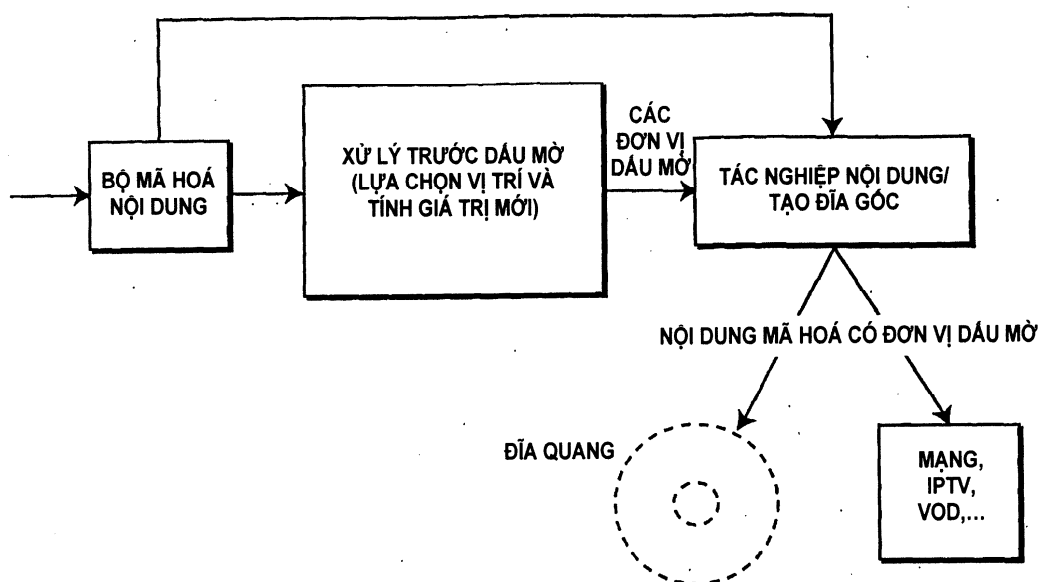 BỘ MÃ HOÁ
NỘI DUNG
XỬ LÝ TRƯỚC DẤU MỜ
(LỰA CHỌN VỊ TRÍ VÀ
TÍNH GIÁ TRỊ MỚI)
CÁC
ĐƠN VỊ
DẤU MỜ
TÁC NGHIỆP NỘI DUNG/
TẠO ĐĨA GỐC
NỘI DUNG MÃ HOÁ CÓ ĐƠN VỊ DẤU MỜ
ĐĨA QUANG
MẠNG,
IPTV,
VOD,...